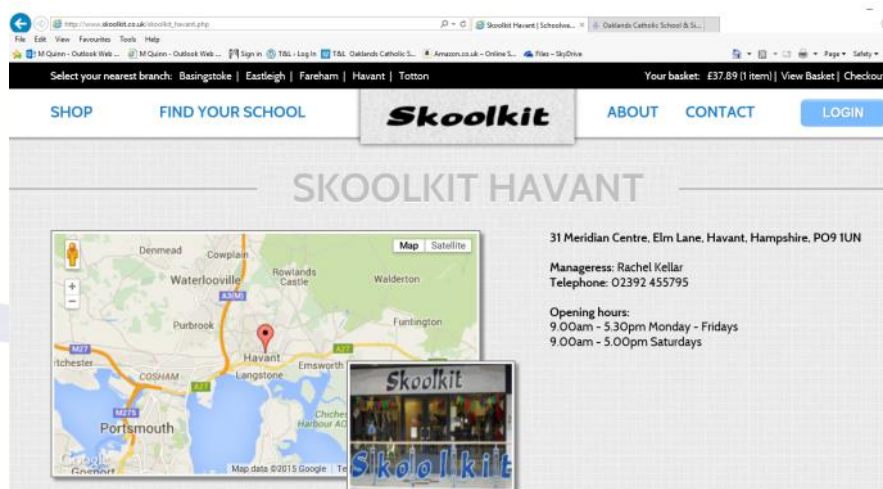 http://www.skoolkit.co.uk/skoolkit_havant.php
Skoolkit Havant | Schoolwe...
Oaklands Catholic School & Si...
File Edit View Favourites Tools Help
M Quinn - Outlook Web ...
M Quinn - Outlook Web ...
Sign in
T&L - Log In
T&L Oaklands Catholic S...
Amazon.co.uk – Online S...
Files – SkyDrive
Page
Safety
Select your nearest branch: Basingstoke | Eastleigh | Fareham | Havant | Totton
Your basket: £37.89 (1 item) | View Basket | Checkout
SHOP
FIND YOUR SCHOOL
Skoolkit
ABOUT
CONTACT
LOGIN
SKOOLKIT HAVANT
Map Satellite
Denmead
Cowplain
Waterlooville
Rowlands
Castle
Walderton
A3(M)
Purbrook
Funtington
M27
Havant
A27
Emsworth
COSHAM
A27
Langstone
M275
Portsmouth
Harbour AO
Google
Gosport
Map data ©2015 Google
Skoolkit
Skoolkit
31 Meridian Centre, Elm Lane, Havant, Hampshire, PO9 1UN
Manageress: Rachel Kellar
Telephone: 02392 455795
Opening hours:
9.00am - 5.30pm Monday - Fridays
9.00am - 5.00pm Saturdays